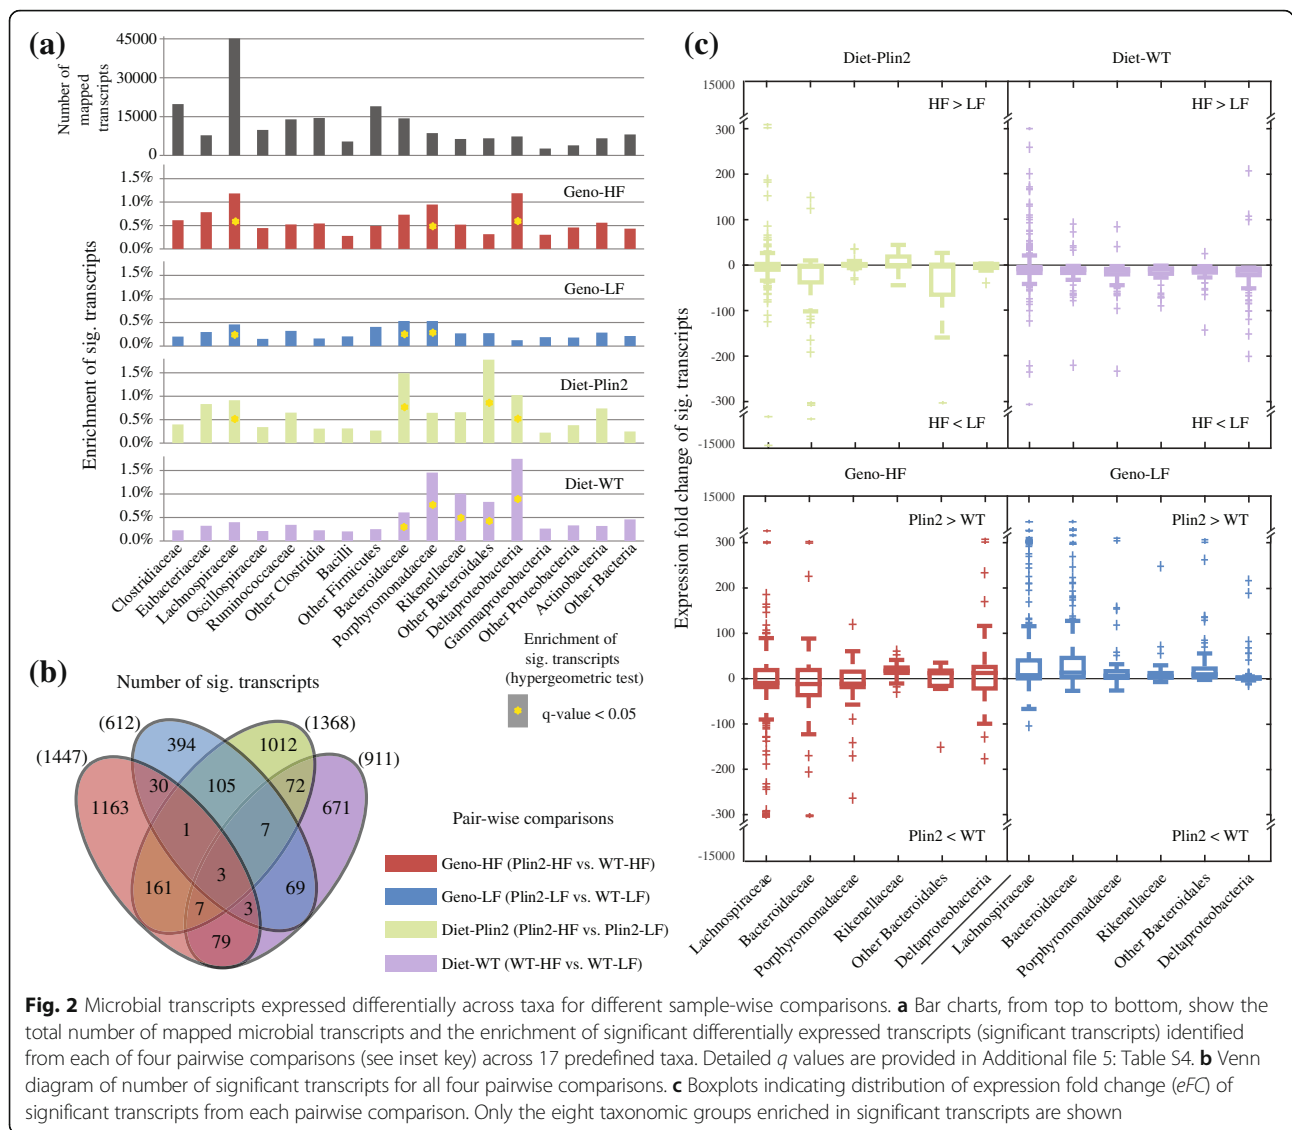 (a)
Number of
mapped
transcripts
45000
30000
15000
0
Enrichment of sig. transcripts
1.5%
1.0%
0.5%
0.0%
Geno-HF
1.5%
1.0%
0.5%
0.0%
Geno-LF
1.5%
1.0%
0.5%
0.0%
Diet-Plin2
1.5%
1.0%
0.5%
0.0%
Diet-WT
Clostridiaceae
Eubacteriaceae
Lachnospiraceae
Oscillospiraceae
Ruminococcaceae
Other Clostridia
Bacilli
Other Firmicutes
Bacteroidaceae
Porphyromonadaceae
Rikenellaceae
Other Bacteroidales
Deltaproteobacteria
Gammaproteobacteria
Other Proteobacteria
Actinobacteria
Other Bacteria
Enrichment of
sig. transcripts
(hypergeometric test)
q-value < 0.05
(b)
Number of sig. transcripts
(1447)
(612)
(1368)
(911)
394
1012
30
105
72
1163
671
1
7
3
161
69
7
3
79
Pair-wise comparisons
Geno-HF (Plin2-HF vs. WT-HF)
Geno-LF (Plin2-LF vs. WT-LF)
Diet-Plin2 (Plin2-HF vs. Plin2-LF)
Diet-WT (WT-HF vs. WT-LF)
(c)
Expression fold change of sig. transcripts
Diet-Plin2
Diet-WT
15000
300
200
100
0
-100
-200
-300
-15000
HF > LF
HF > LF
HF < LF
HF < LF
Geno-HF
Geno-LF
15000
300
200
100
0
-100
-200
-300
-15000
Plin2 > WT
Plin2 > WT
Plin2 < WT
Plin2 < WT
Lachnospiraceae
Bacteroidaceae
Porphyromonadaceae
Rikenellaceae
Other Bacteroidales
Deltaproteobacteria
Lachnospiraceae
Bacteroidaceae
Porphyromonadaceae
Rikenellaceae
Other Bacteroidales
Deltaproteobacteria
Fig. 2 Microbial transcripts expressed differentially across taxa for different sample-wise comparisons. a Bar charts, from top to bottom, show the
total number of mapped microbial transcripts and the enrichment of significant differentially expressed transcripts (significant transcripts) identified
from each of four pairwise comparisons (see inset key) across 17 predefined taxa. Detailed q values are provided in Additional file 5: Table S4. b Venn
diagram of number of significant transcripts for all four pairwise comparisons. c Boxplots indicating distribution of expression fold change (eFC) of
significant transcripts from each pairwise comparison. Only the eight taxonomic groups enriched in significant transcripts are shown